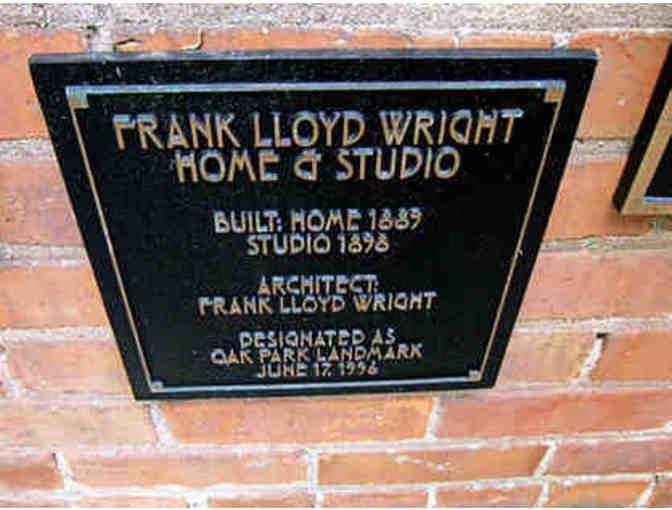 FRANK LLOYD WRIGHT
HOME & STUDIO
BUILT: HOME 1889
STUDIO 1898
ARCHITECT:
FRANK LLOYD WRIGHT
DESIGNATED AS
OAK PARK LANDMARK
JUNE 17, 1996